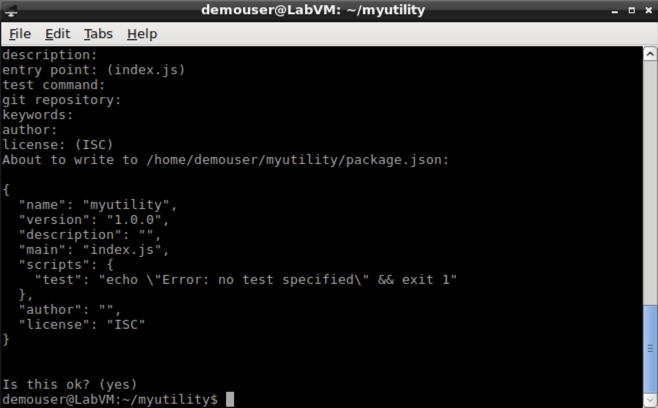 demouser@LabVM: ~/myutility
File Edit Tabs Help
description:
entry point: (index.js)
test command:
git repository:
keywords:
author:
license: (ISC)
About to write to /home/demouser/myutility/package.json:
{
  "name": "myutility",
  "version": "1.0.0",
  "description": "",
  "main": "index.js",
  "scripts": {
    "test": "echo \"Error: no test specified\" && exit 1"
  },
  "author": "",
  "license": "ISC"
}
Is this ok? (yes)
demouser@LabVM:~/myutility$